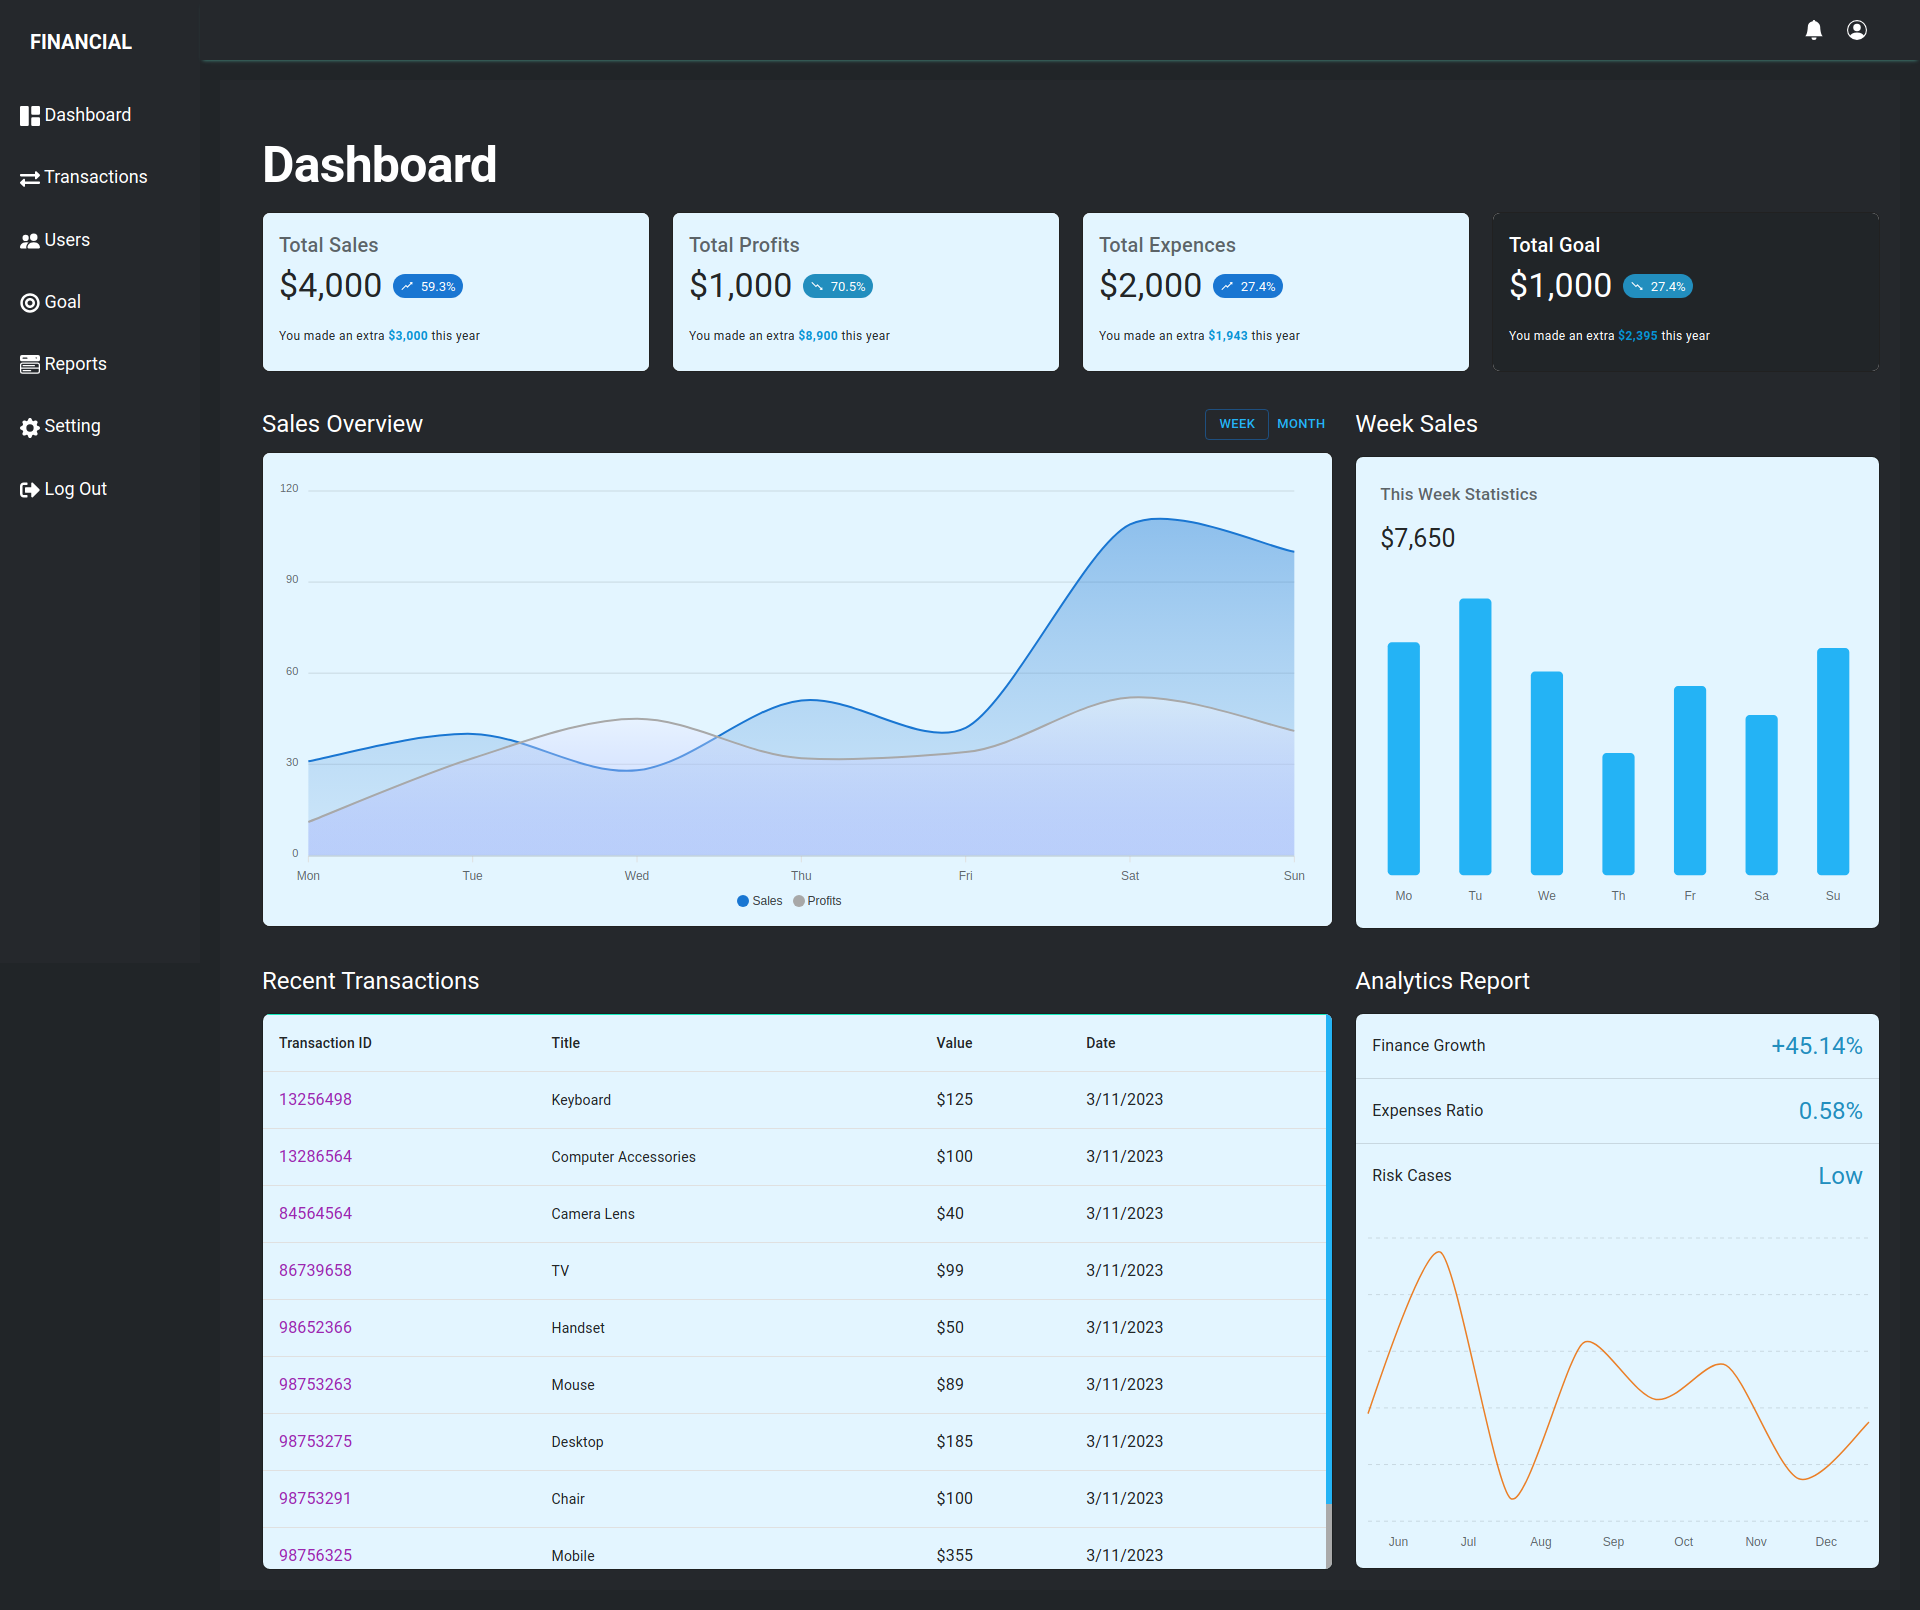 FINANCIAL
Dashboard
Transactions
Users
Goal
Reports
Setting
Log Out
Dashboard
Total Sales
$4,000 59.3%
You made an extra $3,000 this year
Total Profits
$1,000 70.5%
You made an extra $8,900 this year
Total Expences
$2,000 27.4%
You made an extra $1,943 this year
Total Goal
$1,000 27.4%
You made an extra $2,395 this year
Sales Overview
WEEK MONTH
120
90
60
30
0
Mon Tue Wed Thu Fri Sat Sun
Sales Profits
Week Sales
This Week Statistics
$7,650
Mo Tu We Th Fr Sa Su
Recent Transactions
Transaction ID Title Value Date
13256498 Keyboard $125 3/11/2023
13286564 Computer Accessories $100 3/11/2023
84564564 Camera Lens $40 3/11/2023
86739658 TV $99 3/11/2023
98652366 Handset $50 3/11/2023
98753263 Mouse $89 3/11/2023
98753275 Desktop $185 3/11/2023
98753291 Chair $100 3/11/2023
98756325 Mobile $355 3/11/2023
Analytics Report
Finance Growth +45.14%
Expenses Ratio 0.58%
Risk Cases Low
Jun Jul Aug Sep Oct Nov Dec